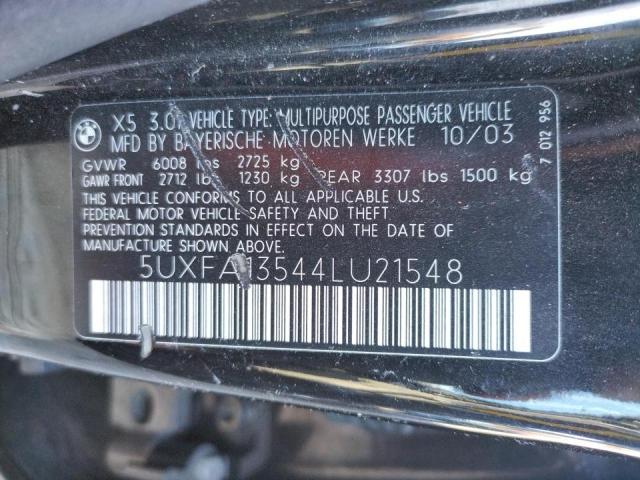 BMW
X5 3.0i VEHICLE TYPE: MULTIPURPOSE PASSENGER VEHICLE
MFD BY BAYERISCHE MOTOREN WERKE 10/03
GVWR 6008 lbs 2725 kg
GAWR FRONT 2712 lbs 1230 kg REAR 3307 lbs 1500 kg
THIS VEHICLE CONFORMS TO ALL APPLICABLE U.S.
FEDERAL MOTOR VEHICLE SAFETY AND THEFT
PREVENTION STANDARDS IN EFFECT ON THE DATE OF
MANUFACTURE SHOWN ABOVE.
5UXFA13544LU21548
7 012 956